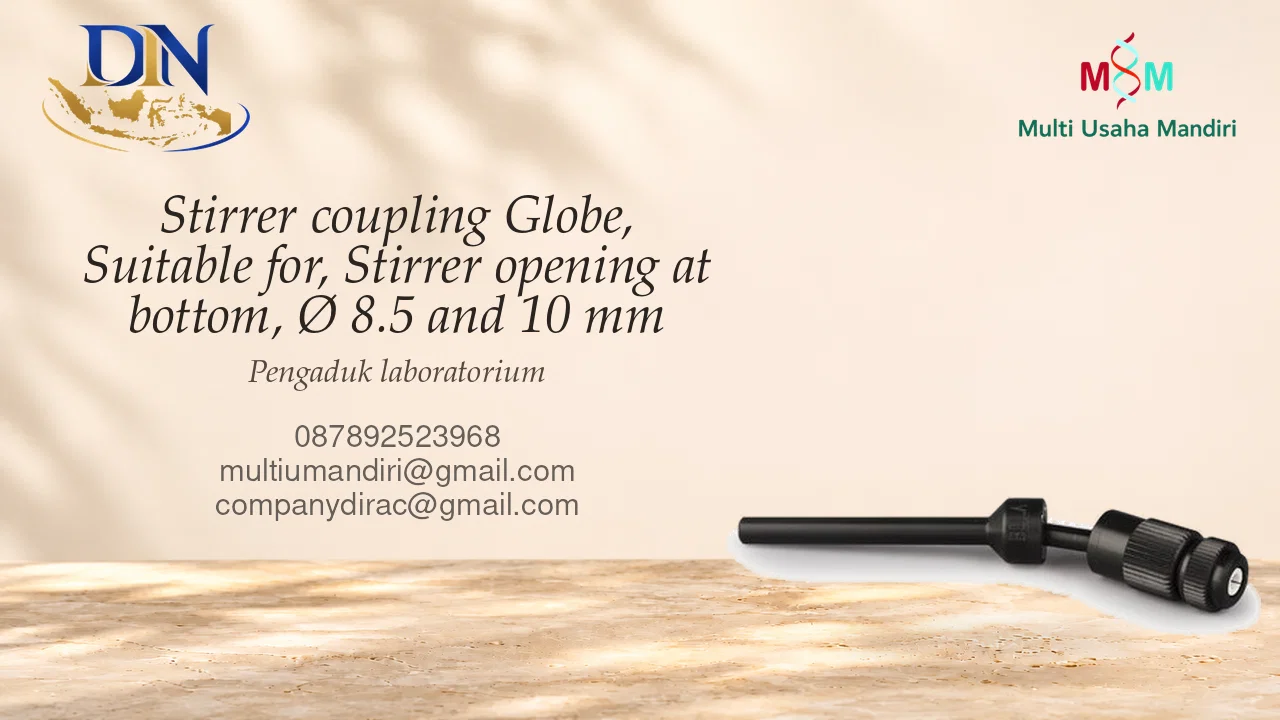 DN
M M
Multi Usaha Mandiri
Stirrer coupling Globe,
Suitable for, Stirrer opening at
bottom, Ø 8.5 and 10 mm
Pengaduk laboratorium
087892523968
multiumandiri@gmail.com
companydirac@gmail.com